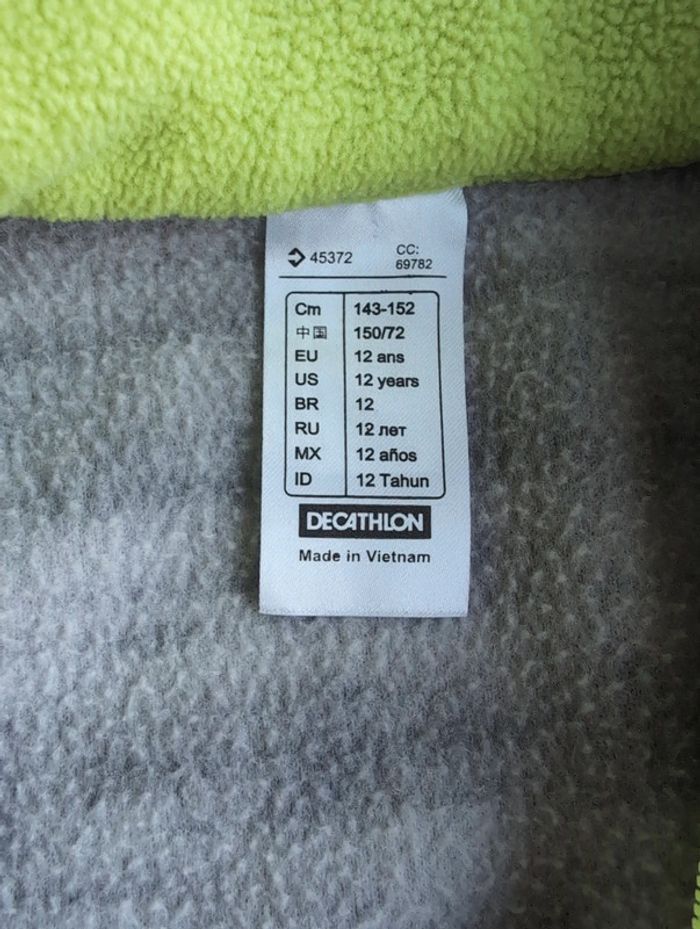 45372 CC: 69782
Cm 143-152
中国 150/72
EU 12 ans
US 12 years
BR 12
RU 12 лет
MX 12 años
ID 12 Tahun
DECATHLON
Made in Vietnam